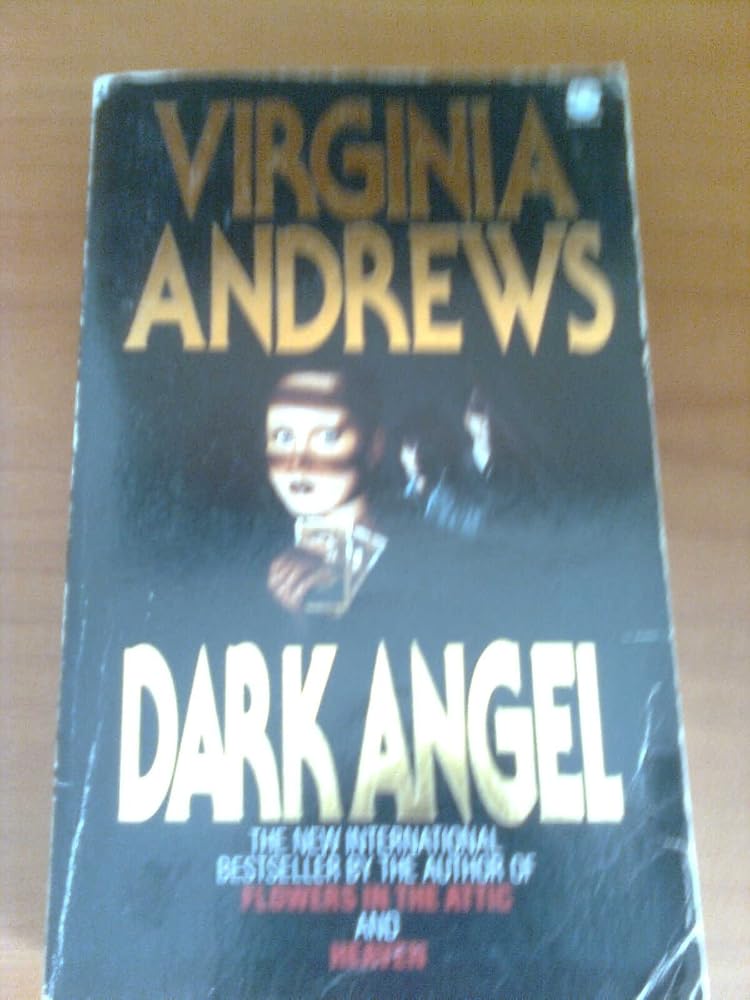 VIRGINIA
ANDREWS
DARK ANGEL
THE NEW INTERNATIONAL
BESTSELLER BY THE AUTHOR OF
FLOWERS IN THE ATTIC
AND
HEAVEN